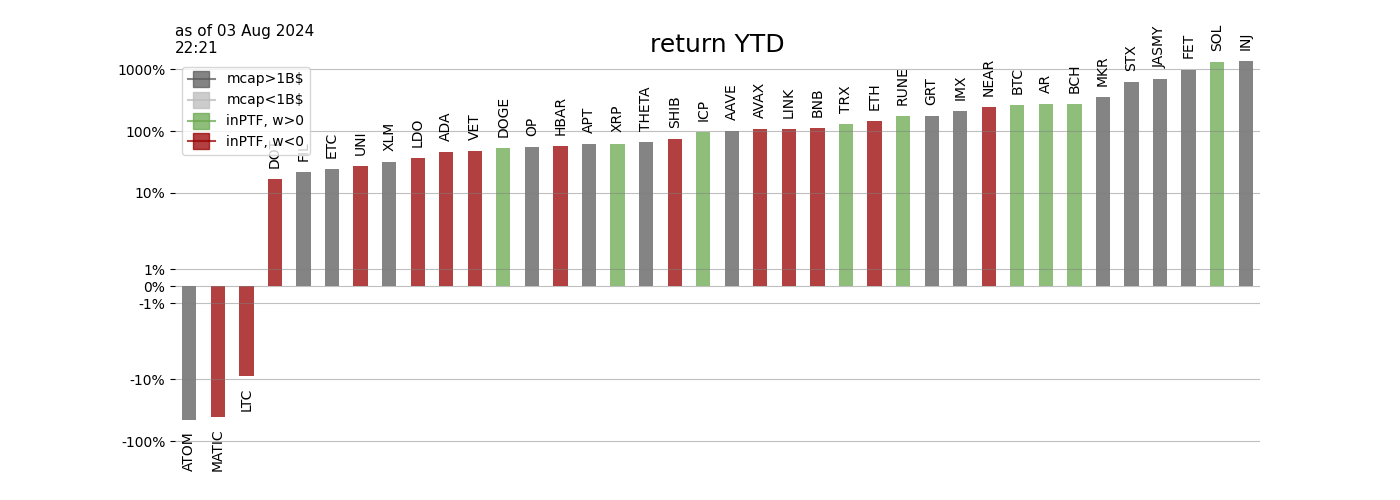 as of 03 Aug 2024
22:21
return YTD
mcap>1B$
mcap<1B$
inPTF, w>0
inPTF, w<0
1000%
100%
10%
1%
0%
-1%
-10%
-100%
ATOM
MATIC
LTC
ETC
UNI
XLM
LDO
ADA
VET
DOGE
OP
HBAR
APT
XRP
THETA
SHIB
ICP
AAVE
AVAX
LINK
BNB
TRX
ETH
RUNE
GRT
IMX
NEAR
BTC
AR
BCH
MKR
STX
JASMY
FET
SOL
INJ